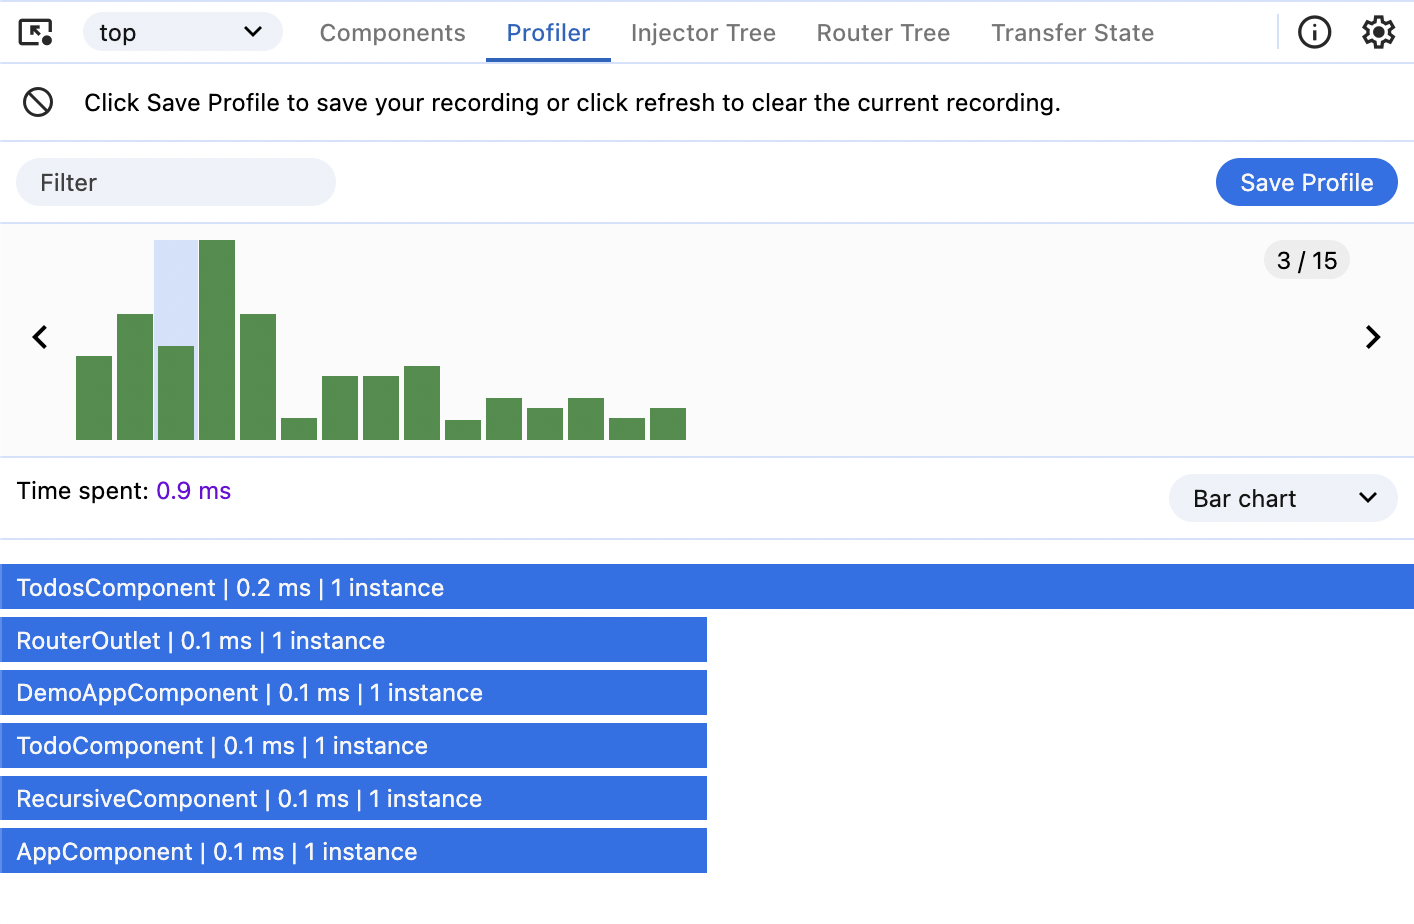 top Components Profiler Injector Tree Router Tree Transfer State
Click Save Profile to save your recording or click refresh to clear the current recording.
Filter Save Profile
3 / 15
Time spent: 0.9 ms
Bar chart
TodosComponent | 0.2 ms | 1 instance
RouterOutlet | 0.1 ms | 1 instance
DemoAppComponent | 0.1 ms | 1 instance
TodoComponent | 0.1 ms | 1 instance
RecursiveComponent | 0.1 ms | 1 instance
AppComponent | 0.1 ms | 1 instance